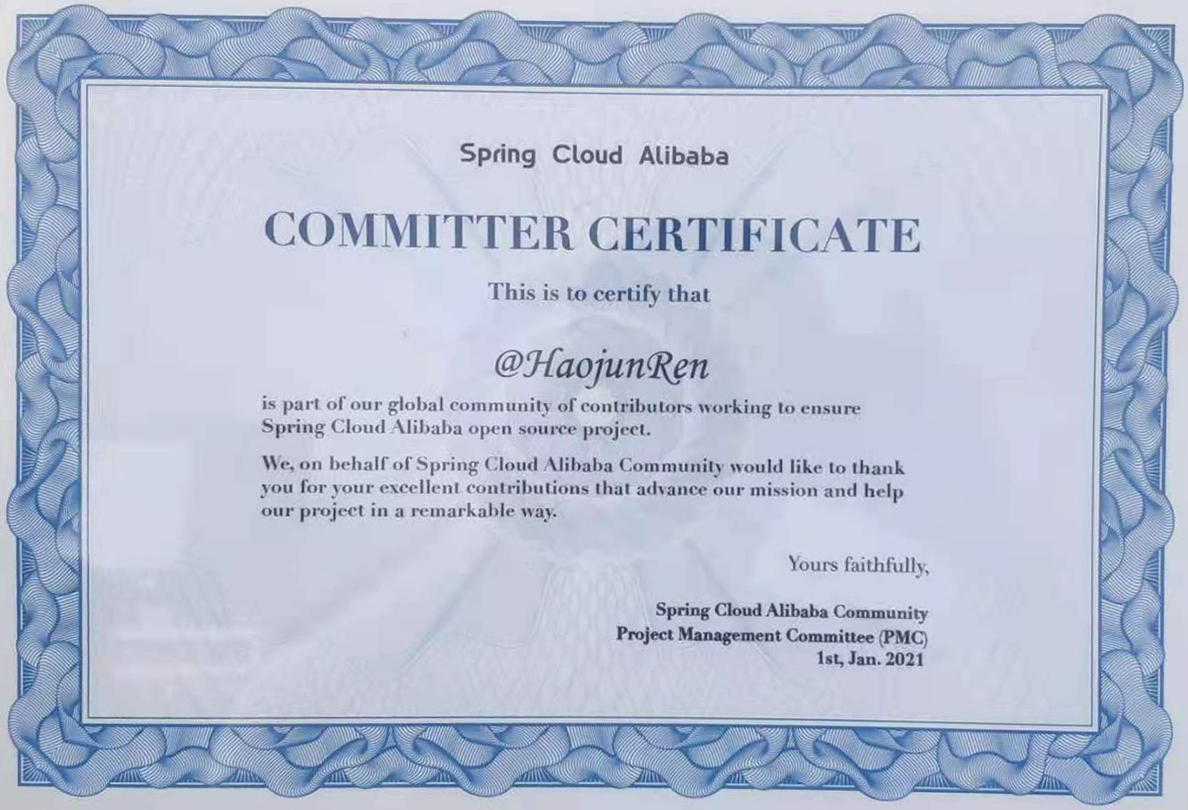 Spring Cloud Alibaba
COMMITTER CERTIFICATE
This is to certify that
@HaojunRen
is part of our global community of contributors working to ensure
Spring Cloud Alibaba open source project.
We, on behalf of Spring Cloud Alibaba Community would like to thank
you for your excellent contributions that advance our mission and help
our project in a remarkable way.
Yours faithfully,
Spring Cloud Alibaba Community
Project Management Committee (PMC)
1st, Jan. 2021